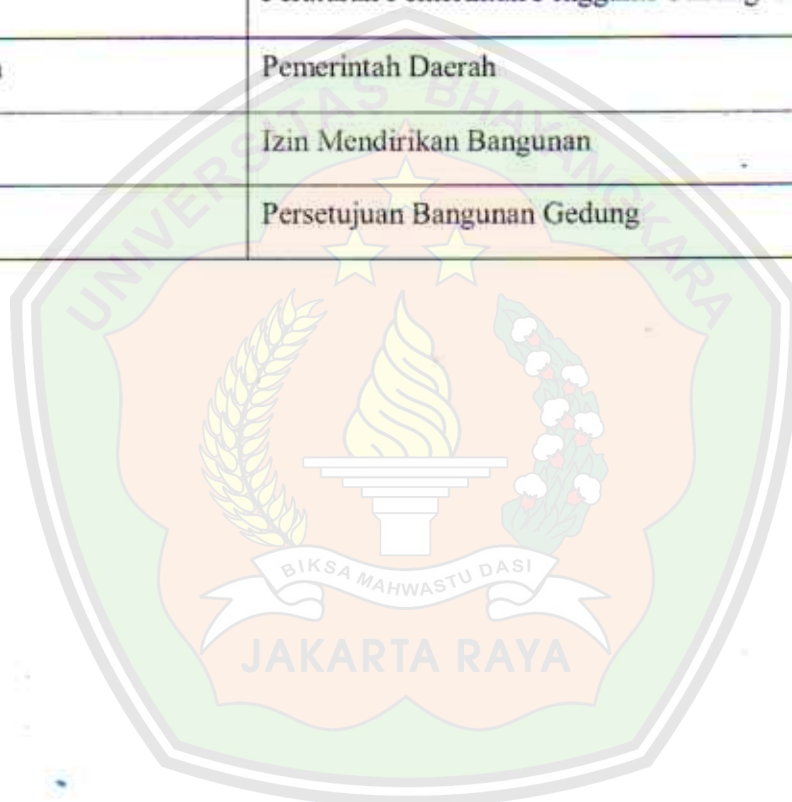 Pemerintah Daerah
Izin Mendirikan Bangunan
Persetujuan Bangunan Gedung
UNIVERSITAS BHAYANGKARA
BIKSA MAHWASTU DASI
JAKARTA RAYA